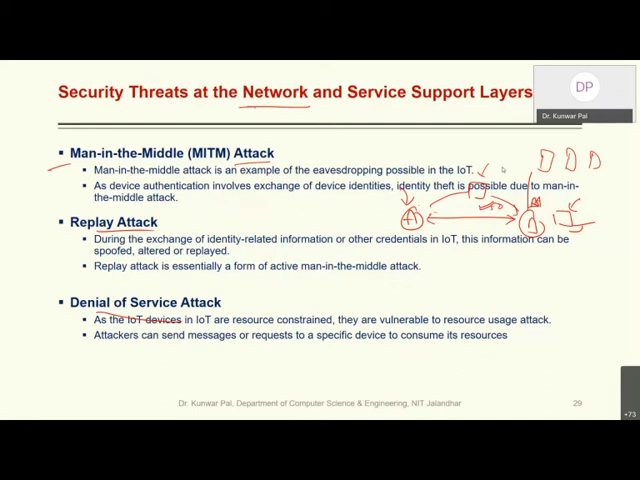 Security Threats at the Network and Service Support Layers
DP
Dr. Kunwar Pal
Man-in-the-Middle (MITM) Attack
Man-in-the-middle attack is an example of the eavesdropping possible in the IoT.
As device authentication involves exchange of device identities, identity theft is possible due to man-in-
the-middle attack.
Replay Attack
During the exchange of identity-related information or other credentials in IoT, this information can be
spoofed, altered or replayed.
Replay attack is essentially a form of active man-in-the-middle attack.
Denial of Service Attack
As the IoT devices in IoT are resource constrained, they are vulnerable to resource usage attack.
Attackers can send messages or requests to a specific device to consume its resources
Dr. Kunwar Pal, Department of Computer Science & Engineering, NIT Jalandhar
29
+73